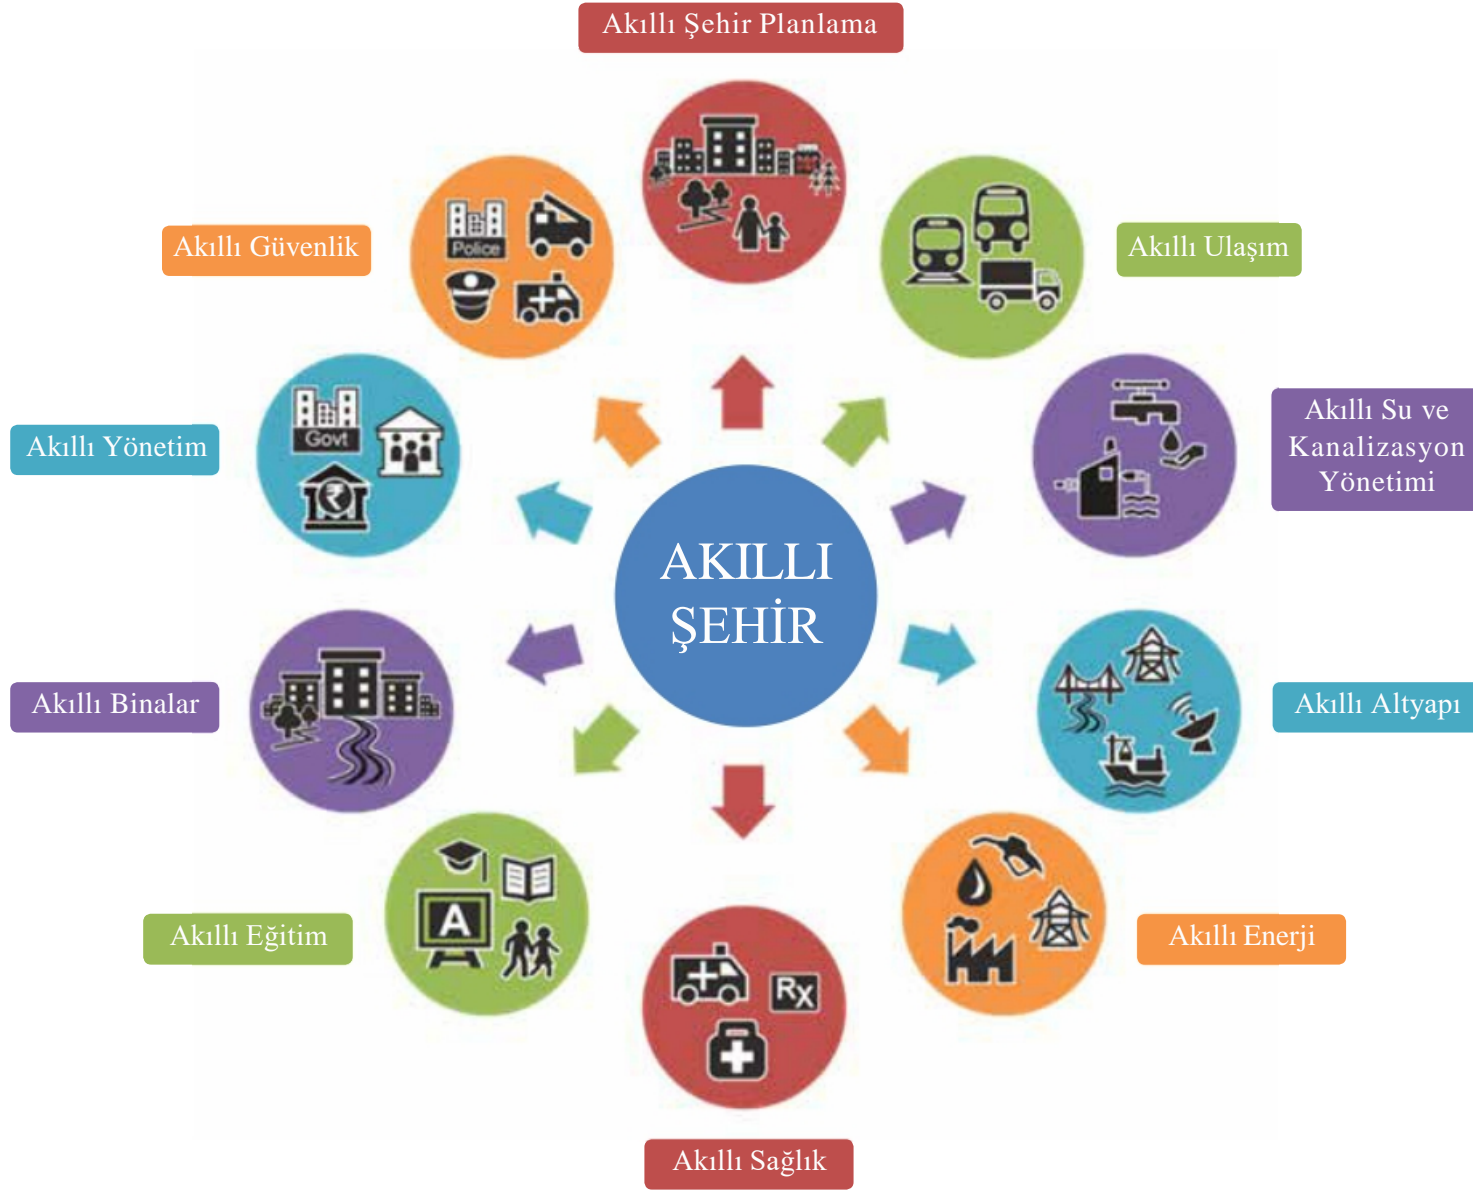 Akıllı Şehir Planlama
Akıllı Güvenlik
Police
Akıllı Ulaşım
Akıllı Yönetim
Govt
₹
Akıllı Su ve
Kanalizasyon
Yönetimi
AKILLI
ŞEHİR
Akıllı Binalar
Akıllı Altyapı
Akıllı Eğitim
A
Akıllı Enerji
Rx
Akıllı Sağlık